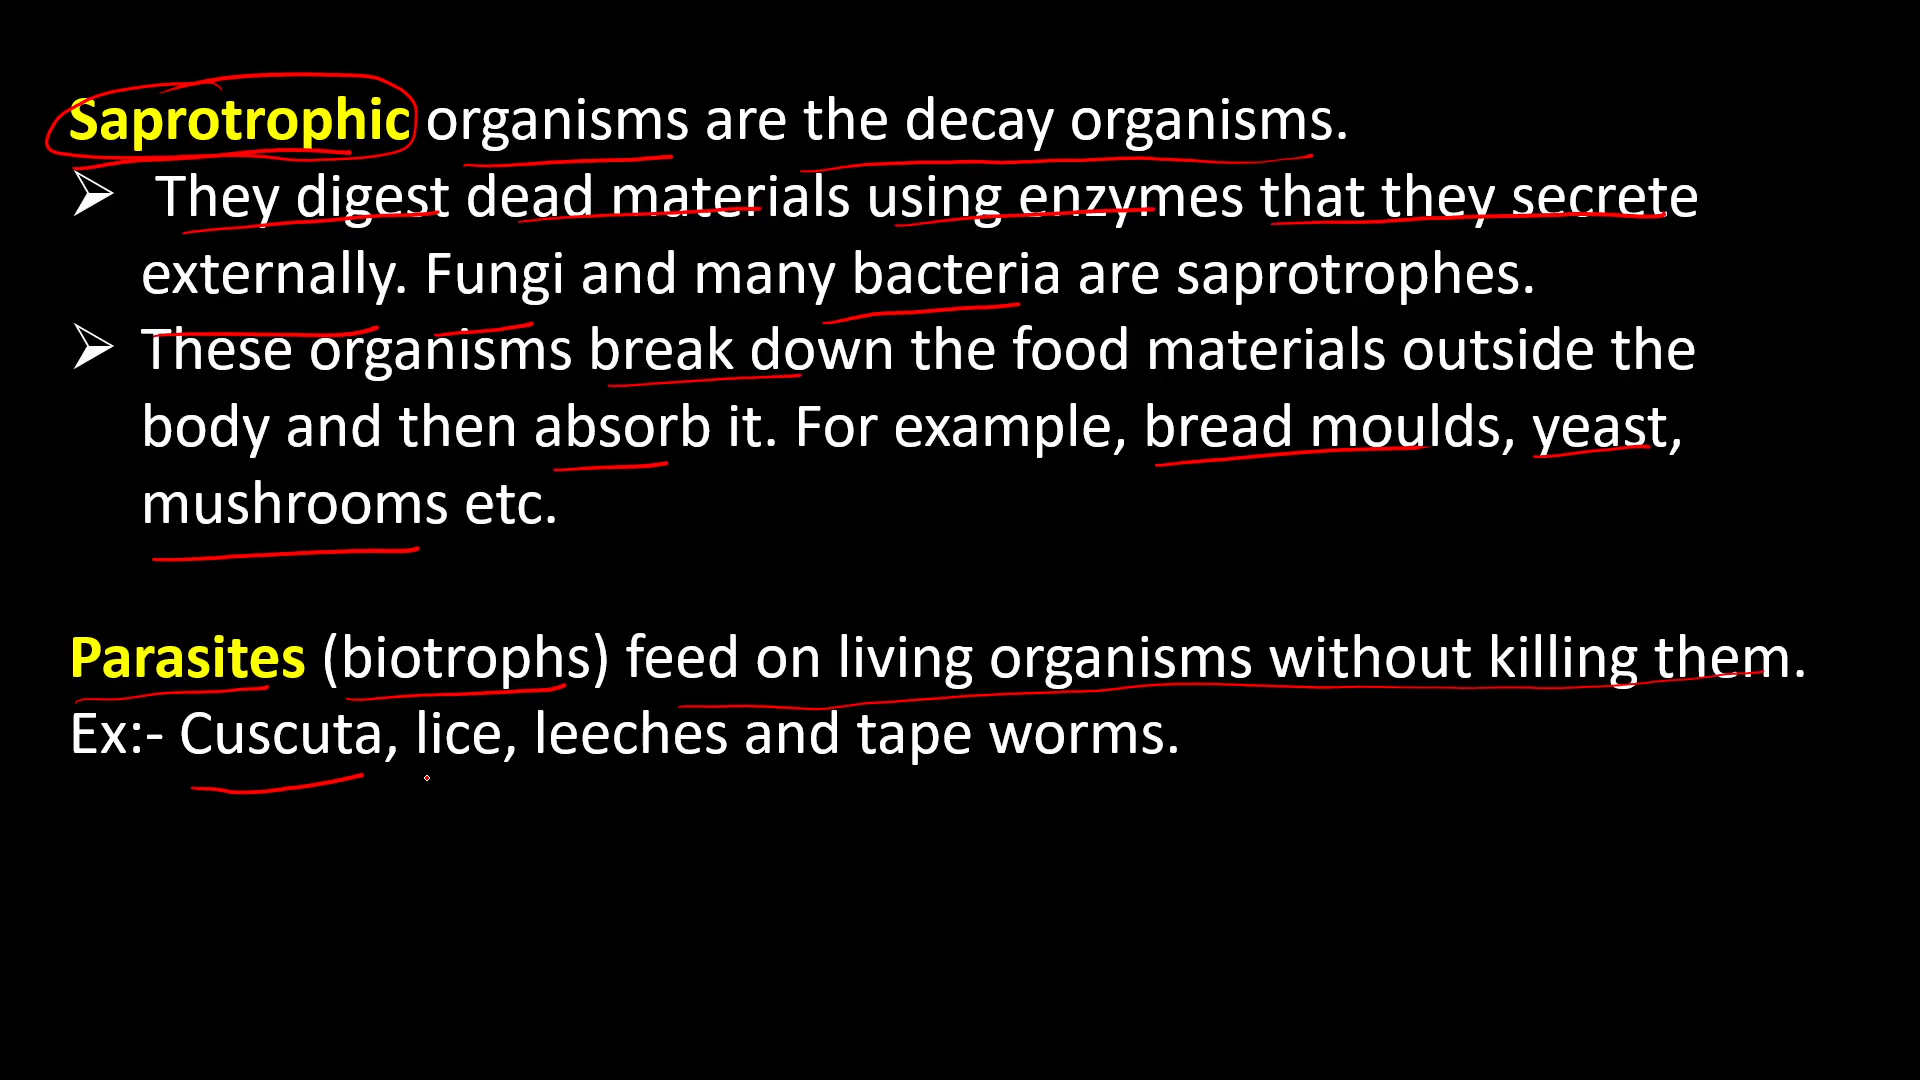 Saprotrophic organisms are the decay organisms.
➢ They digest dead materials using enzymes that they secrete
externally. Fungi and many bacteria are saprotrophes.
➢ These organisms break down the food materials outside the
body and then absorb it. For example, bread moulds, yeast,
mushrooms etc.
Parasites (biotrophs) feed on living organisms without killing them.
Ex:- Cuscuta, lice, leeches and tape worms.